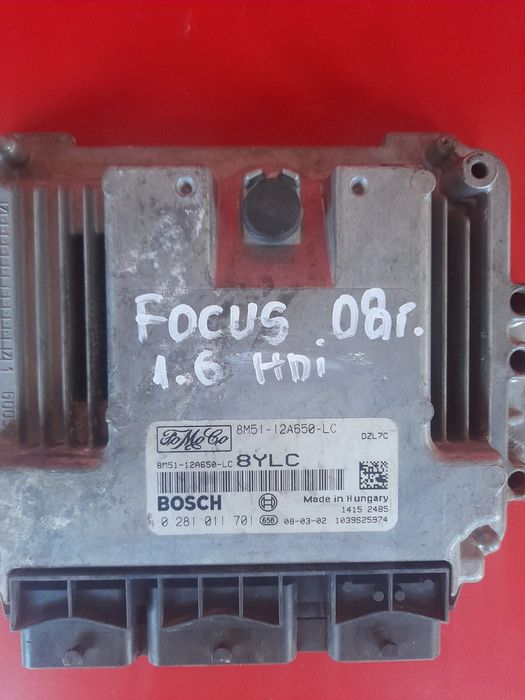 FOCUS 08г.
1.6 HDi
FoMoCo 8M51-12A650-LC
DZL7C
8M51-12A650-LC 8YLC
BOSCH Made in Hungary
1415 2485
0 281 011 701 658 08-03-02 1039S25974